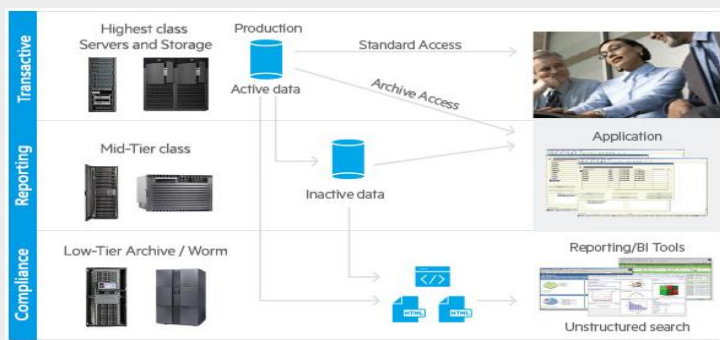 Transactive
Highest class
Servers and Storage
Production
Active data
Standard Access
Archive Access
Reporting
Mid-Tier class
Inactive data
Application
Compliance
Low-Tier Archive / Worm
</>
HTML
HTML
Reporting/BI Tools
Unstructured search